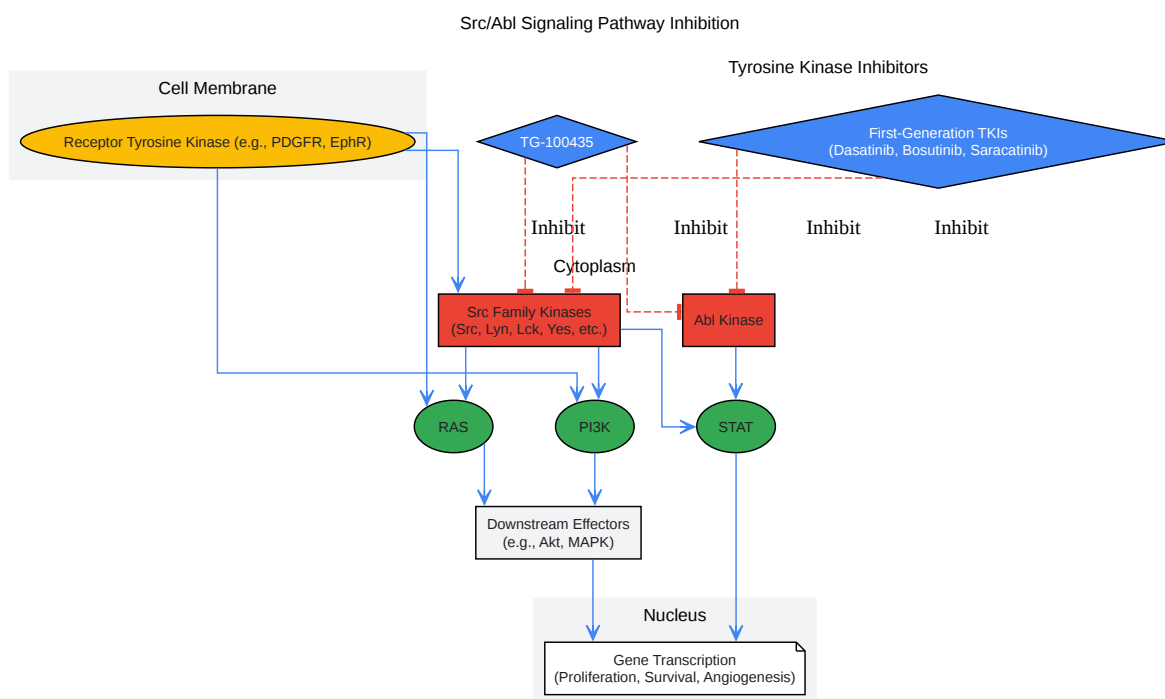 Src/Abl Signaling Pathway Inhibition
Tyrosine Kinase Inhibitors
Cell Membrane
Receptor Tyrosine Kinase (e.g., PDGFR, EphR)
TG-100435
First-Generation TKIs
(Dasatinib, Bosutinib, Saracatinib)
Inhibit
Inhibit
Inhibit
Inhibit
Cytoplasm
Src Family Kinases
(Src, Lyn, Lck, Yes, etc.)
Abl Kinase
RAS
PI3K
STAT
Downstream Effectors
(e.g., Akt, MAPK)
Nucleus
Gene Transcription
(Proliferation, Survival, Angiogenesis)